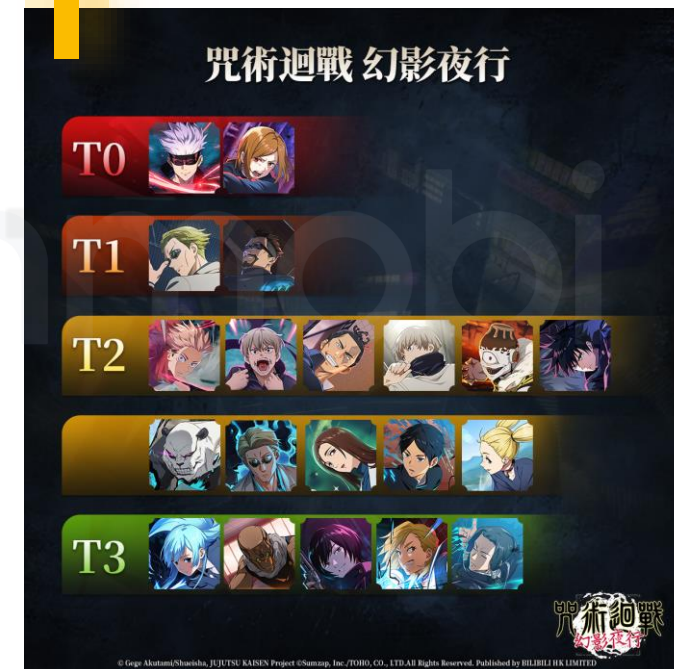 咒術迴戰 幻影夜行
T0
T1
T2
T3
咒術迴戰
幻影夜行
© Gege Akutami/Shueisha, JUJUTSU KAISEN Project ©Sumzap, Inc./TOHO, CO., LTD.All Rights Reserved. Published by BILIBILI HK LIMITED